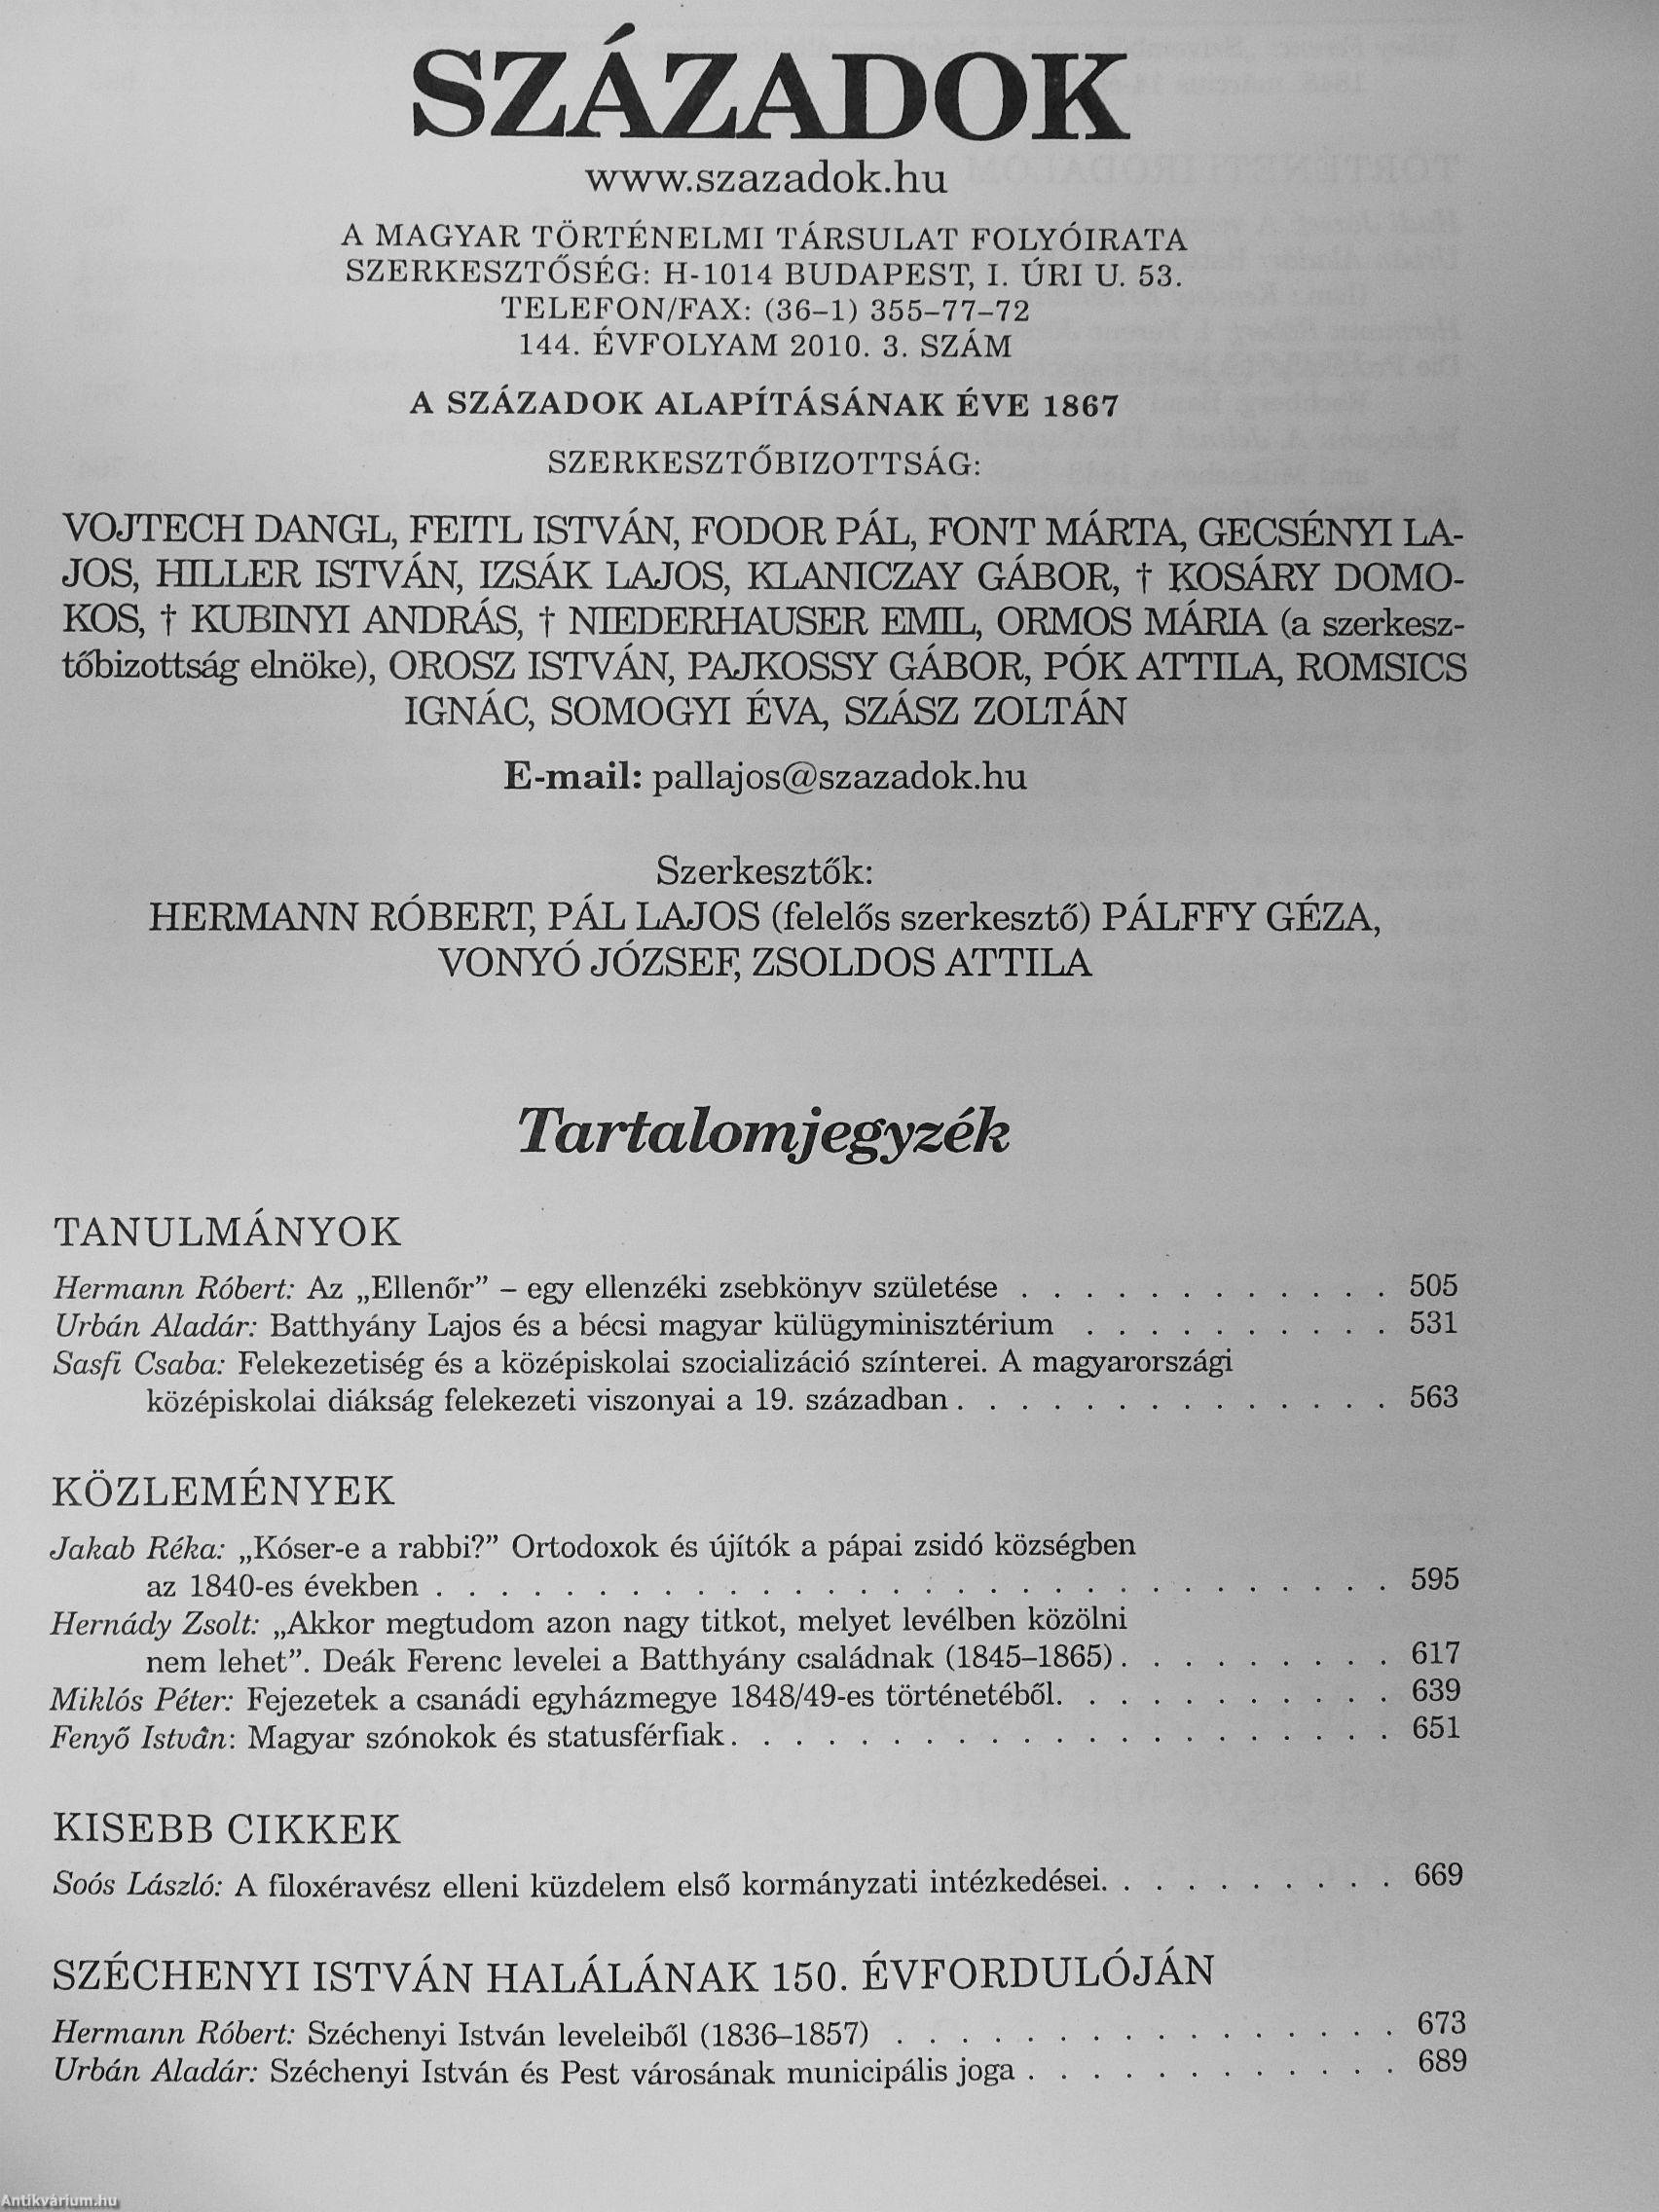 SZÁZADOK
www.szazadok.hu
A MAGYAR TÖRTÉNELMI TÁRSULAT FOLYÓIRATA
SZERKESZTŐSÉG: H-1014 BUDAPEST, I. ÚRI U. 53.
TELEFON/FAX: (36–1) 355–77–72
144. ÉVFOLYAM 2010. 3. SZÁM
A SZÁZADOK ALAPÍTÁSÁNAK ÉVE 1867
SZERKESZTŐBIZOTTSÁG:
VOJTECH DANGL, FEITL ISTVÁN, FODOR PÁL, FONT MÁRTA, GECSÉNYI LA-
JOS, HILLER ISTVÁN, IZSÁK LAJOS, KLANICZAY GÁBOR, † KOSÁRY DOMO-
KOS, † KUBINYI ANDRÁS, † NIEDERHAUSER EMIL, ORMOS MÁRIA (a szerkesz-
tőbizottság elnöke), OROSZ ISTVÁN, PAJKOSSY GÁBOR, PÓK ATTILA, ROMSICS
IGNÁC, SOMOGYI ÉVA, SZÁSZ ZOLTÁN
E-mail: pallajos@szazadok.hu
Szerkesztők:
HERMANN RÓBERT, PÁL LAJOS (felelős szerkesztő) PÁLFFY GÉZA,
VONYÓ JÓZSEF, ZSOLDOS ATTILA
Tartalomjegyzék
TANULMÁNYOK
Hermann Róbert: Az „Ellenőr” – egy ellenzéki zsebkönyv születése . . . . . . . . . . . . 505
Urbán Aladár: Batthyány Lajos és a bécsi magyar külügyminisztérium . . . . . . . . . . 531
Sasfi Csaba: Felekezetiség és a középiskolai szocializáció színterei. A magyarországi
középiskolai diákság felekezeti viszonyai a 19. században . . . . . . . . . . . . . . 563
KÖZLEMÉNYEK
Jakab Réka: „Kóser-e a rabbi?” Ortodoxok és újítók a pápai zsidó községben
az 1840-es években . . . . . . . . . . . . . . . . . . . . . . . . . . . . . . 595
Hernády Zsolt: „Akkor megtudom azon nagy titkot, melyet levélben közölni
nem lehet”. Deák Ferenc levelei a Batthyány családnak (1845–1865) . . . . . . . . . 617
Miklós Péter: Fejezetek a csanádi egyházmegye 1848/49-es történetéből. . . . . . . . . . . . 639
Fenyő István: Magyar szónokok és statusférfiak . . . . . . . . . . . . . . . . . . . . . 651
KISEBB CIKKEK
Soós László: A filoxéravész elleni küzdelem első kormányzati intézkedései. . . . . . . . . . 669
SZÉCHENYI ISTVÁN HALÁLÁNAK 150. ÉVFORDULÓJÁN
Hermann Róbert: Széchenyi István leveleiből (1836–1857) . . . . . . . . . . . . . . . . 673
Urbán Aladár: Széchenyi István és Pest városának municipális joga . . . . . . . . . . . . 689
Antikvárium.hu